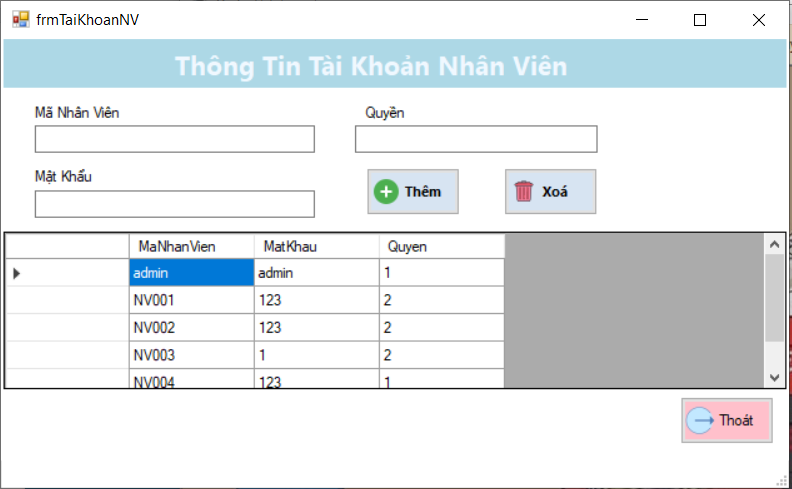 frmTaiKhoanNV
Thông Tin Tài Khoản Nhân Viên
Mã Nhân Viên
Quyền
Mật Khẩu
Thêm
Xoá
MaNhanVien MatKhau Quyen
admin admin 1
NV001 123 2
NV002 123 2
NV003 1 2
NV004 123 1
Thoát